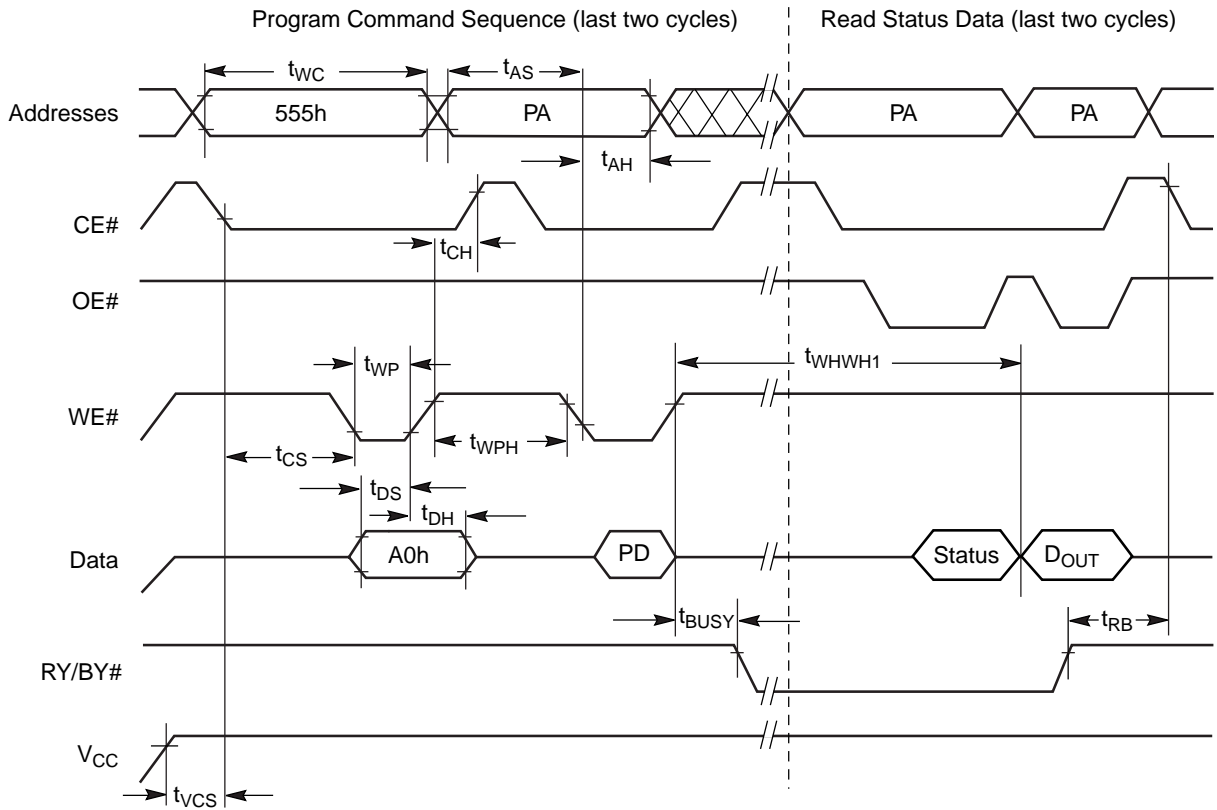 Program Command Sequence (last two cycles)
Read Status Data (last two cycles)
tWC
tAS
Addresses
555h
PA
PA
PA
tAH
CE#
tCH
OE#
tWP
tWHWH1
WE#
tCS
tWPH
tDS
tDH
Data
A0h
PD
Status
DOUT
tBUSY
tRB
RY/BY#
VCC
tVCS